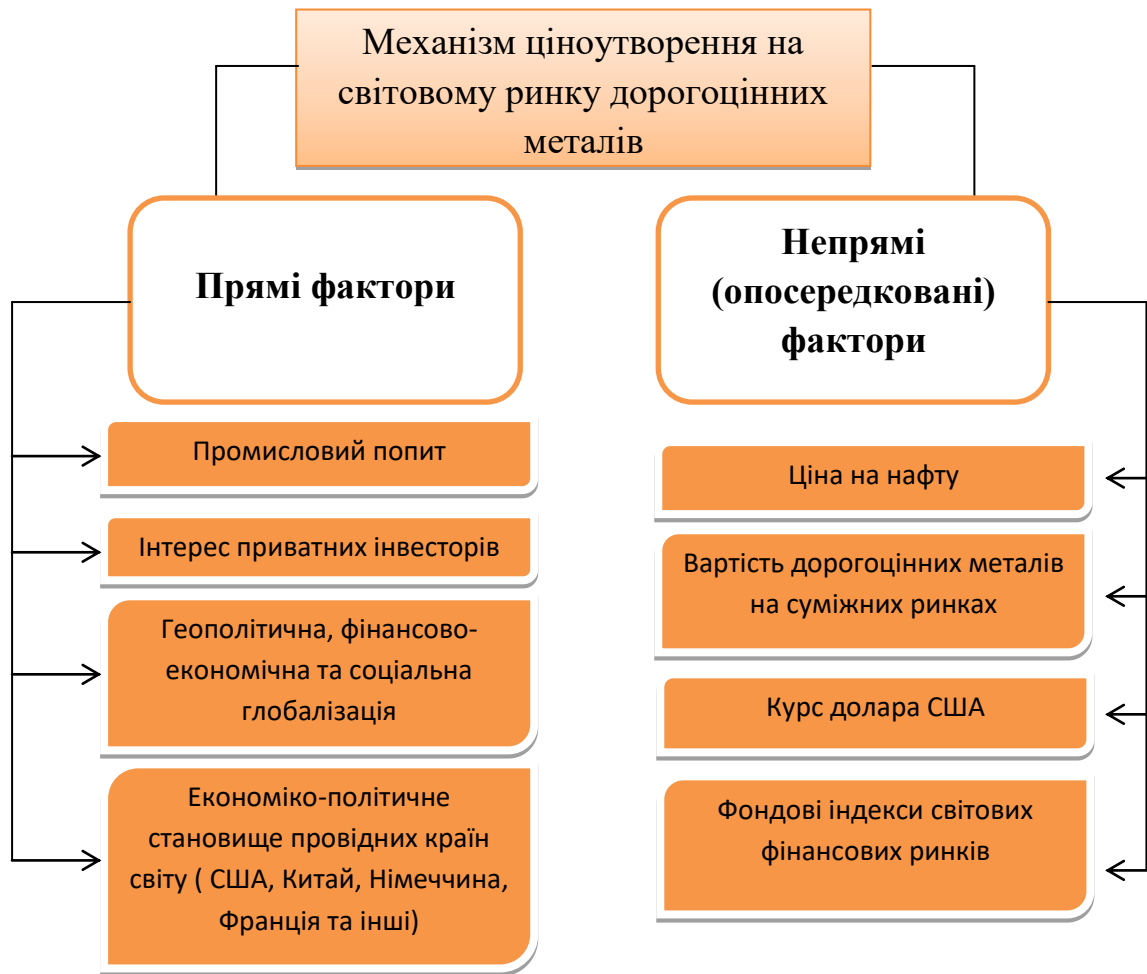 Механізм ціноутворення на
світовому ринку дорогоцінних
металів
Прямі фактори
Промисловий попит
Інтерес приватних інвесторів
Геополітична, фінансово-
економічна та соціальна
глобалізація
Економіко-політичне
становище провідних країн
світу ( США, Китай, Німеччина,
Франція та інші)
Непрямі
(опосередковані)
фактори
Ціна на нафту
Вартість дорогоцінних металів
на суміжних ринках
Курс долара США
Фондові індекси світових
фінансових ринків